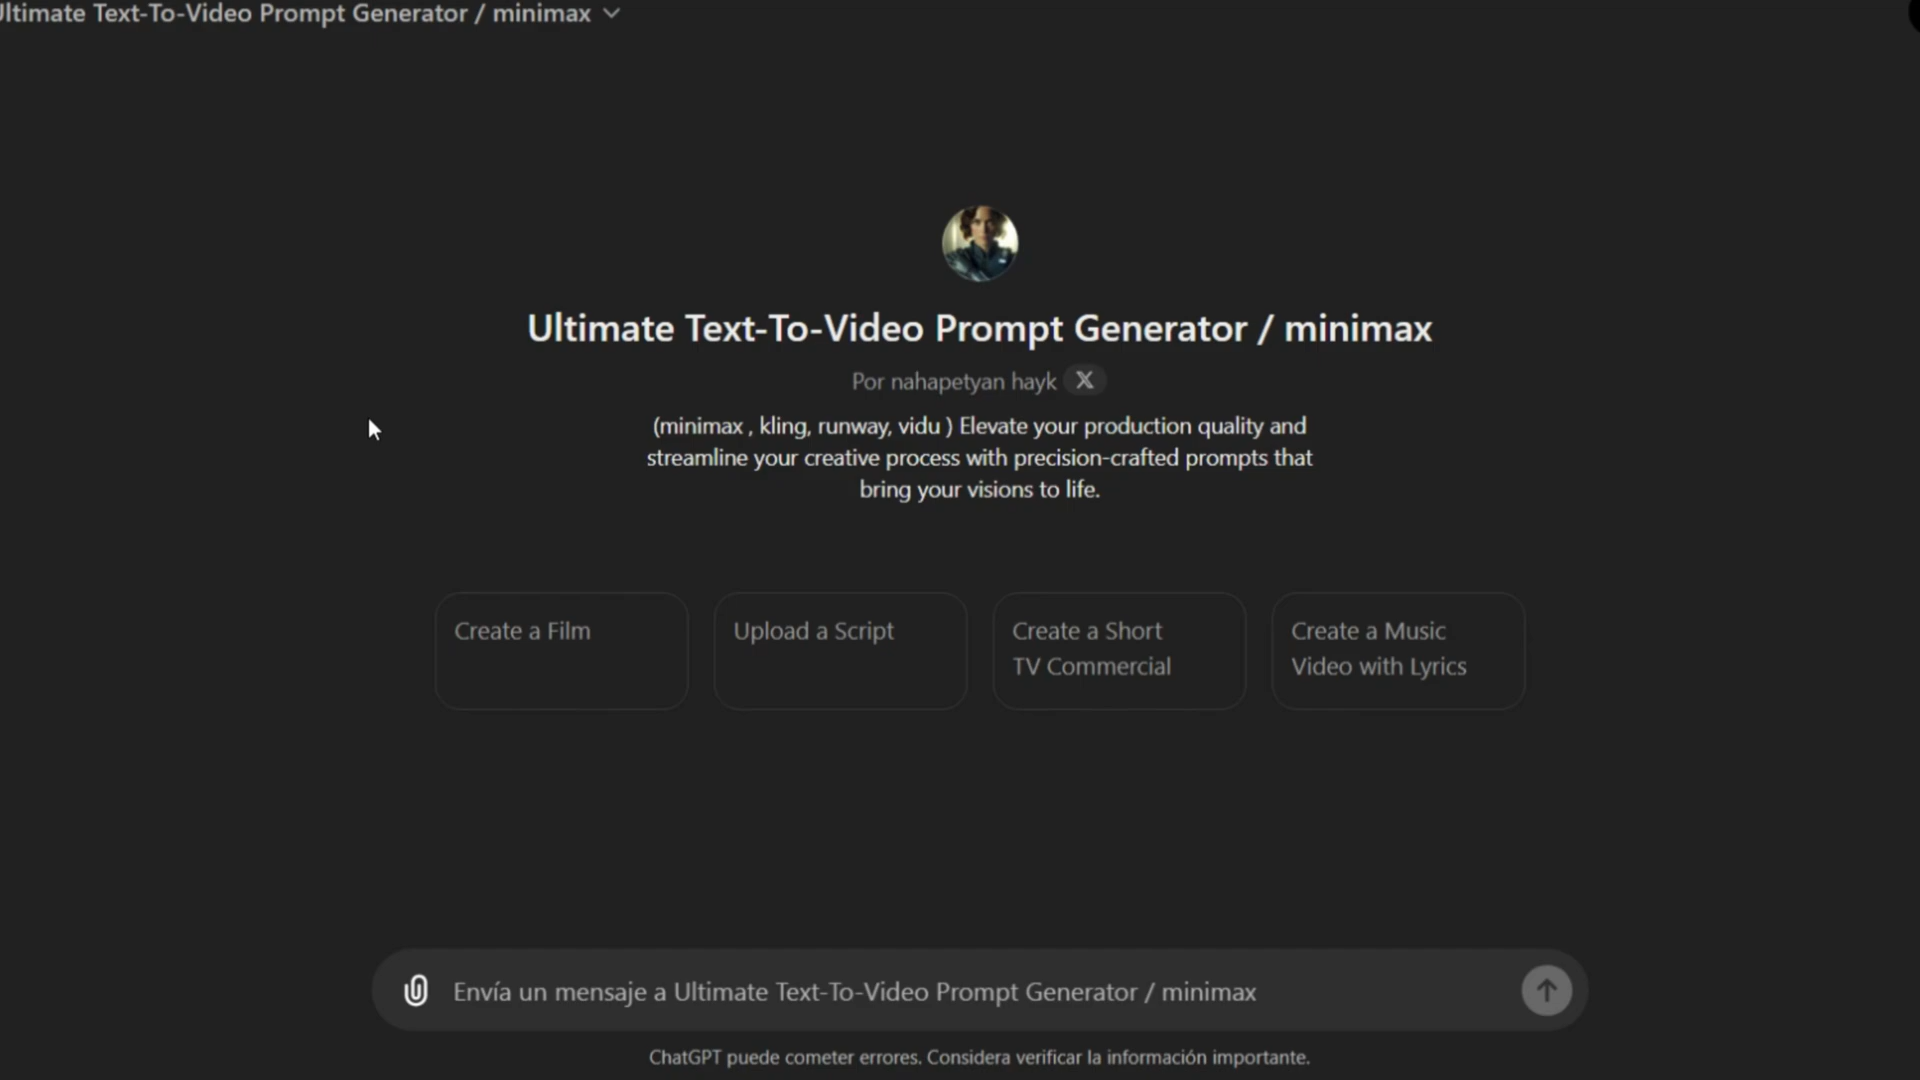 Ultimate Text-To-Video Prompt Generator / minimax
Ultimate Text-To-Video Prompt Generator / minimax
Por nahapetyan hayk
(minimax , kling, runway, vidu ) Elevate your production quality and
streamline your creative process with precision-crafted prompts that
bring your visions to life.
Create a Film
Upload a Script
Create a Short
TV Commercial
Create a Music
Video with Lyrics
Envía un mensaje a Ultimate Text-To-Video Prompt Generator / minimax
ChatGPT puede cometer errores. Considera verificar la información importante.